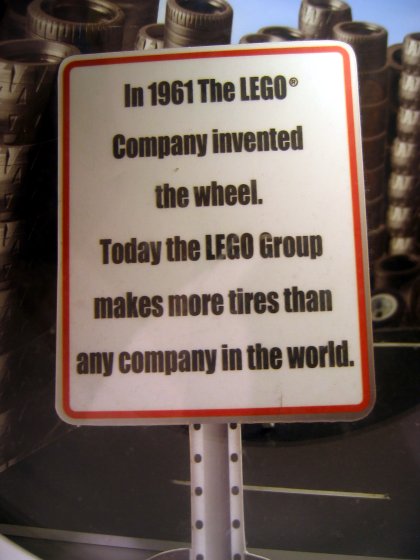 In 1961 The LEGO®
Company invented
the wheel.
Today the LEGO Group
makes more tires than
any company in the world.